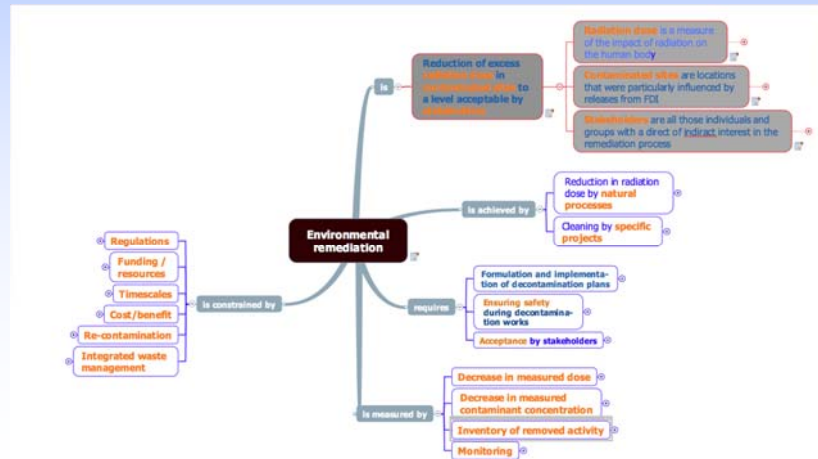 Radiation dose is a measure
of the impact of radiation on
the human body
Reduction of excess
radiation dose in
contaminated sites to
a level acceptable by
stakeholders
is
Contaminated sites are locations
that were particularly influenced by
releases from FDI
Stakeholders are all those individuals and
groups with a direct of indiract interest in the
remediation process
Reduction in radiation
dose by natural
processes
is achieved by
Cleaning by specific
projects
Environmental
remediation
Regulations
Funding /
resources
Timescales
Cost/benefit
Re-contamination
Integrated waste
management
is constrained by
Formulation and implementa-
tion of decontamination plans
requires
Ensuring safety
during decontamina-
tion works
Acceptance by stakeholders
Decrease in measured dose
Decrease in measured
contaminant concentration
is measured by
Inventory of removed activity
Monitoring